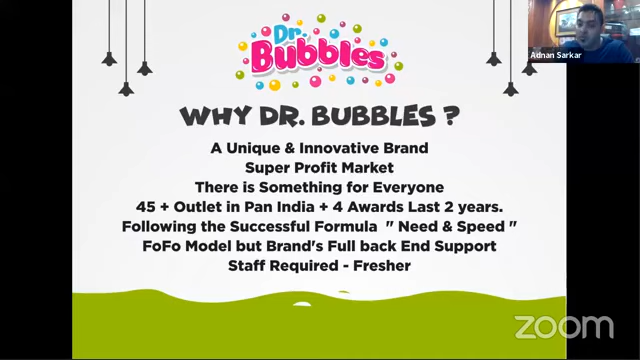 Dr.
Bubbles
Adnan Sarkar
WHY DR. BUBBLES ?
A Unique & Innovative Brand
Super Profit Market
There is Something for Everyone
45 + Outlet in Pan India + 4 Awards Last 2 years.
Following the Successful Formula " Need & Speed "
FoFo Model but Brand's Full back End Support
Staff Required - Fresher
zoom